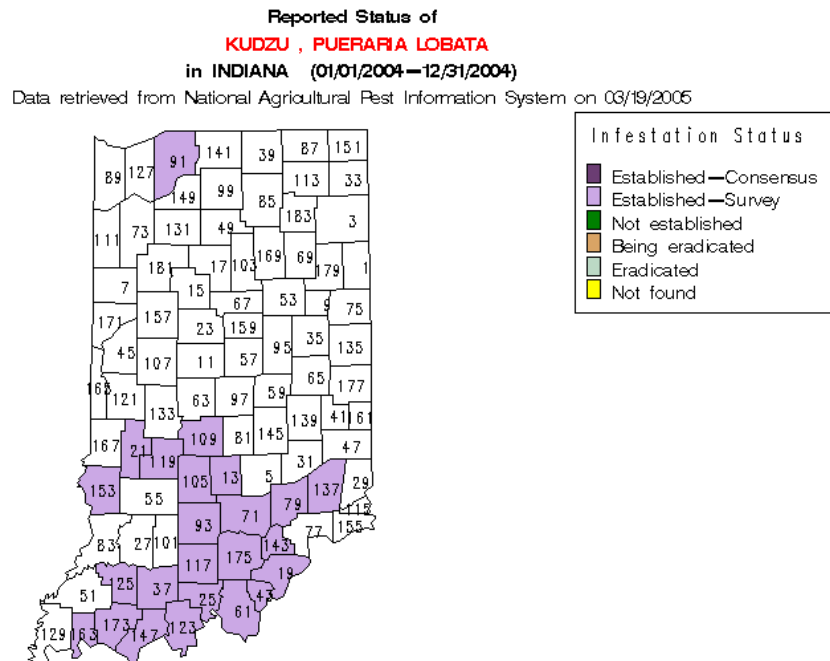 Reported Status of
KUDZU , PUERARIA LOBATA
in INDIANA (01/01/2004—12/31/2004)
Data retrieved from National Agricultural Pest Information System on 03/19/2005
Infestation Status
Established—Consensus
Established—Survey
Not established
Being eradicated
Eradicated
Not found
89 127 91 141 39 87 151
149 99 85 113 33
111 73 131 49 183 3
7 181 17 103 169 69 179 1
15 67 53 9 75
171 157 23 159 95 35 135
45 107 11 57
165 121 133 63 97 59 65 177
167 21 109 81 145 139 41 161
119 47
153 55 105 13 5 31 137 29
93 71 79 115
83 27 101 143 77 155
51 125 37 117 175 19
129 163 173 147 123 25 61 43